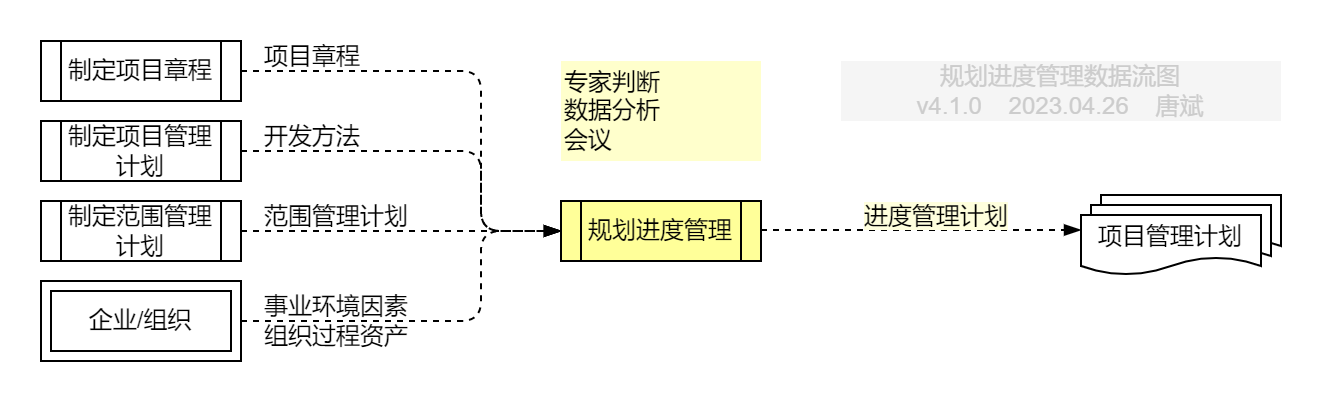 制定项目章程
项目章程
制定项目管理
计划
开发方法
制定范围管理
计划
范围管理计划
企业/组织
事业环境因素
组织过程资产
专家判断
数据分析
会议
规划进度管理
规划进度管理数据流图
v4.1.0 2023.04.26 唐斌
进度管理计划
项目管理计划